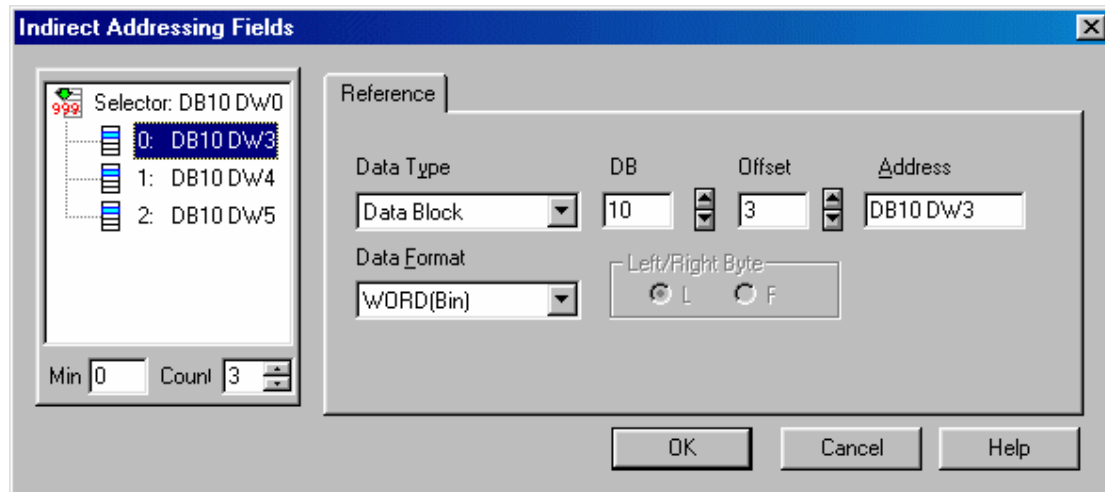 Indirect Addressing Fields
999
Selector: DB10 DW0
0: DB10 DW3
1: DB10 DW4
2: DB10 DW5
Min 0 Count 3
Reference
Data Type DB Offset Address
Data Block 10 3 DB10 DW3
Data Format
WORD(Bin)
Left/Right Byte
L F
OK Cancel Help